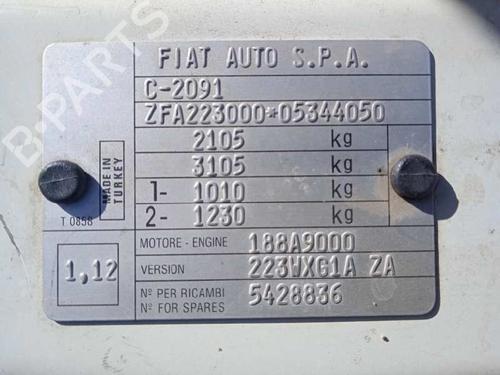 FIAT AUTO S.P.A.
C-2091
ZFA223000*05344050
2105 kg
3105 kg
1- 1010 kg
2- 1230 kg
MADE IN
TURKEY
T 0858
1,12
MOTORE - ENGINE 188A9000
VERSION 223WXG1A ZA
Nº PER RICAMBI
Nº FOR SPARES 5428836
B-PARTS